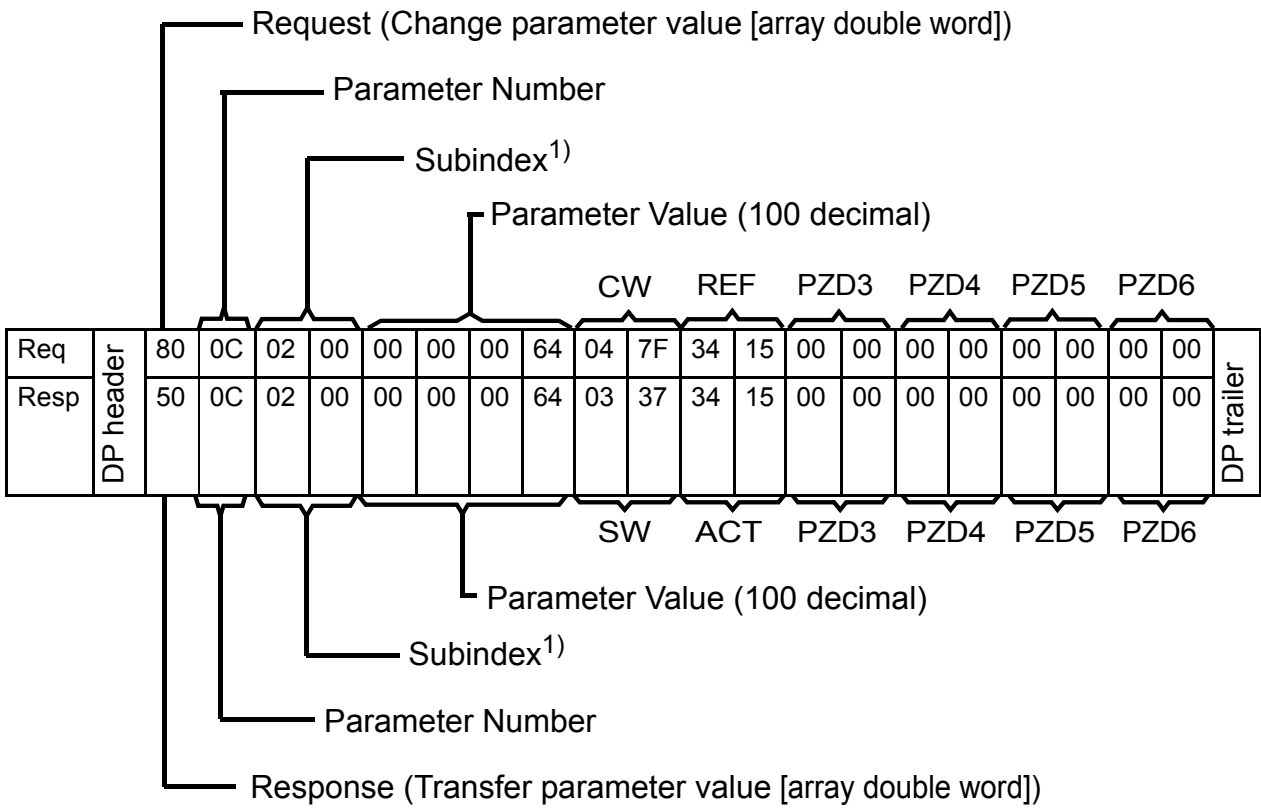 Request (Change parameter value [array double word])
Parameter Number
Subindex1)
Parameter Value (100 decimal)
CW REF PZD3 PZD4 PZD5 PZD6
Req DP header 80 0C 02 00 00 00 00 64 04 7F 34 15 00 00 00 00 00 00 00 00 DP trailer
Resp 50 0C 02 00 00 00 00 64 03 37 34 15 00 00 00 00 00 00 00 00
SW ACT PZD3 PZD4 PZD5 PZD6
Parameter Value (100 decimal)
Subindex1)
Parameter Number
Response (Transfer parameter value [array double word])